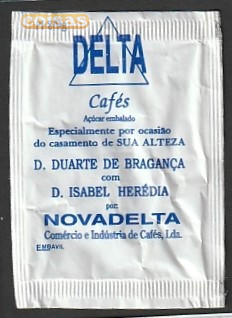 coisas
DELTA
Cafés
Açúcar embalado
Especialmente por ocasião
do casamento de SUA ALTEZA
D. DUARTE DE BRAGANÇA
com
D. ISABEL HERÉDIA
por:
NOVADELTA
Comércio e Indústria de Cafés, Lda.
EMBAVIL